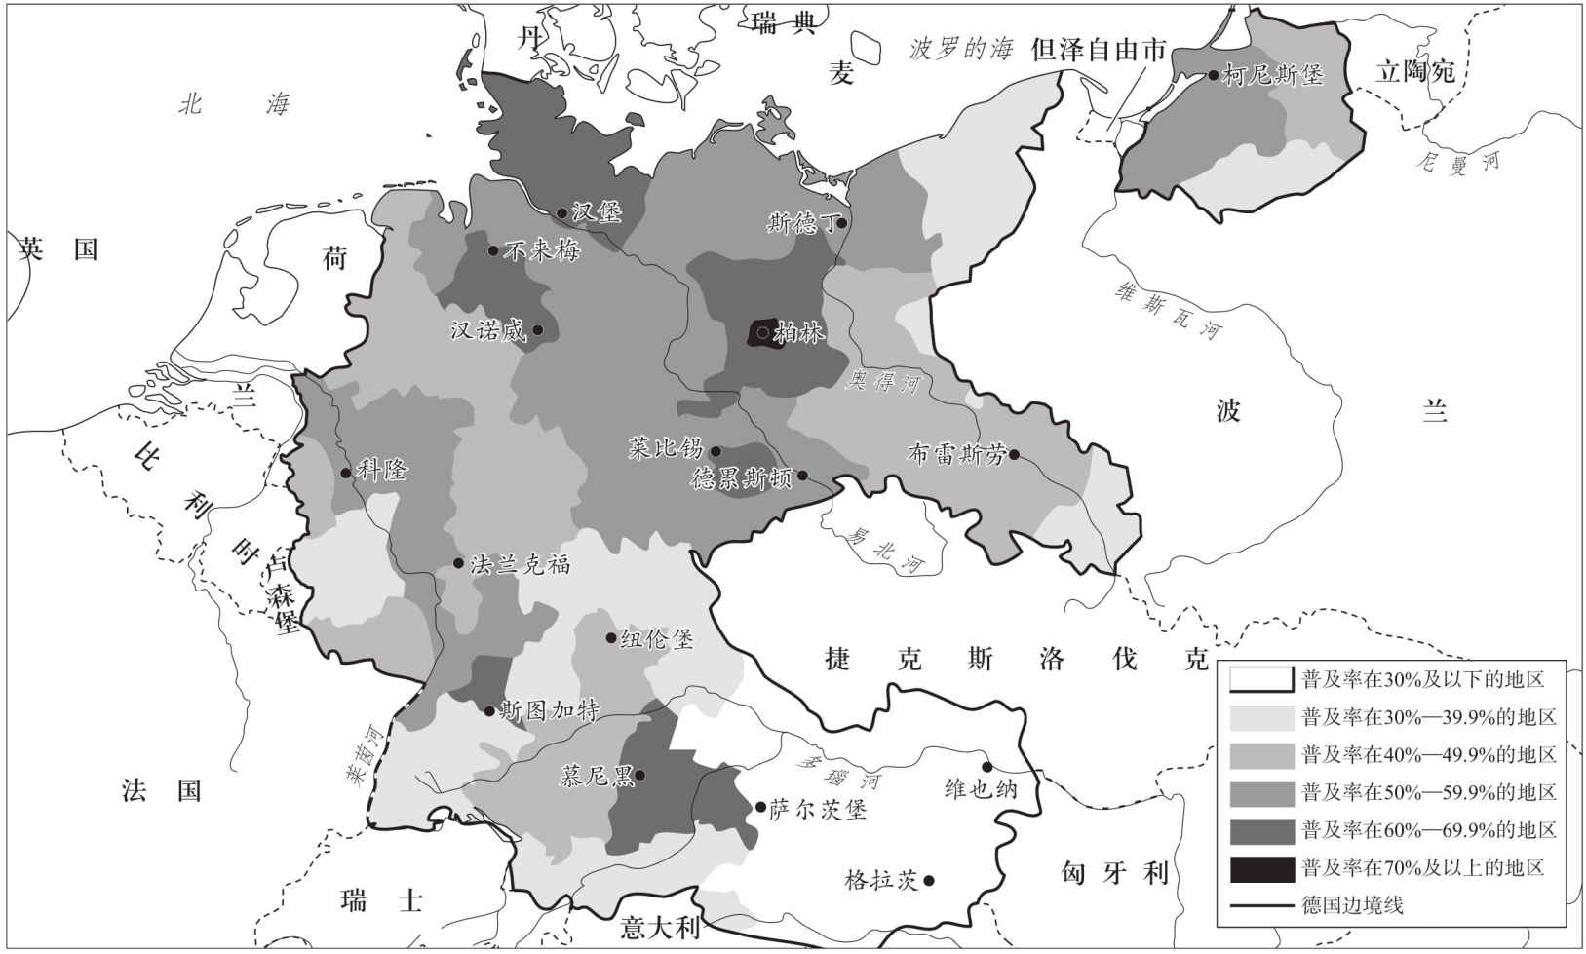 瑞典
丹
麦
波罗的海
但泽自由市
柯尼斯堡
立陶宛
北海
尼曼河
汉堡
斯德丁
英国
荷
不来梅
维斯瓦河
汉诺威
柏林
奥得河
兰
波兰
比利时
莱比锡
布雷斯劳
科隆
德累斯顿
易北河
法兰克福
卢森堡
纽伦堡
捷克斯洛伐克
斯图加特
莱茵河
法国
慕尼黑
多瑙河
维也纳
萨尔茨堡
格拉茨
匈牙利
瑞士
意大利
普及率在30%及以下的地区
普及率在30%—39.9%的地区
普及率在40%—49.9%的地区
普及率在50%—59.9%的地区
普及率在60%—69.9%的地区
普及率在70%及以上的地区
德国边境线